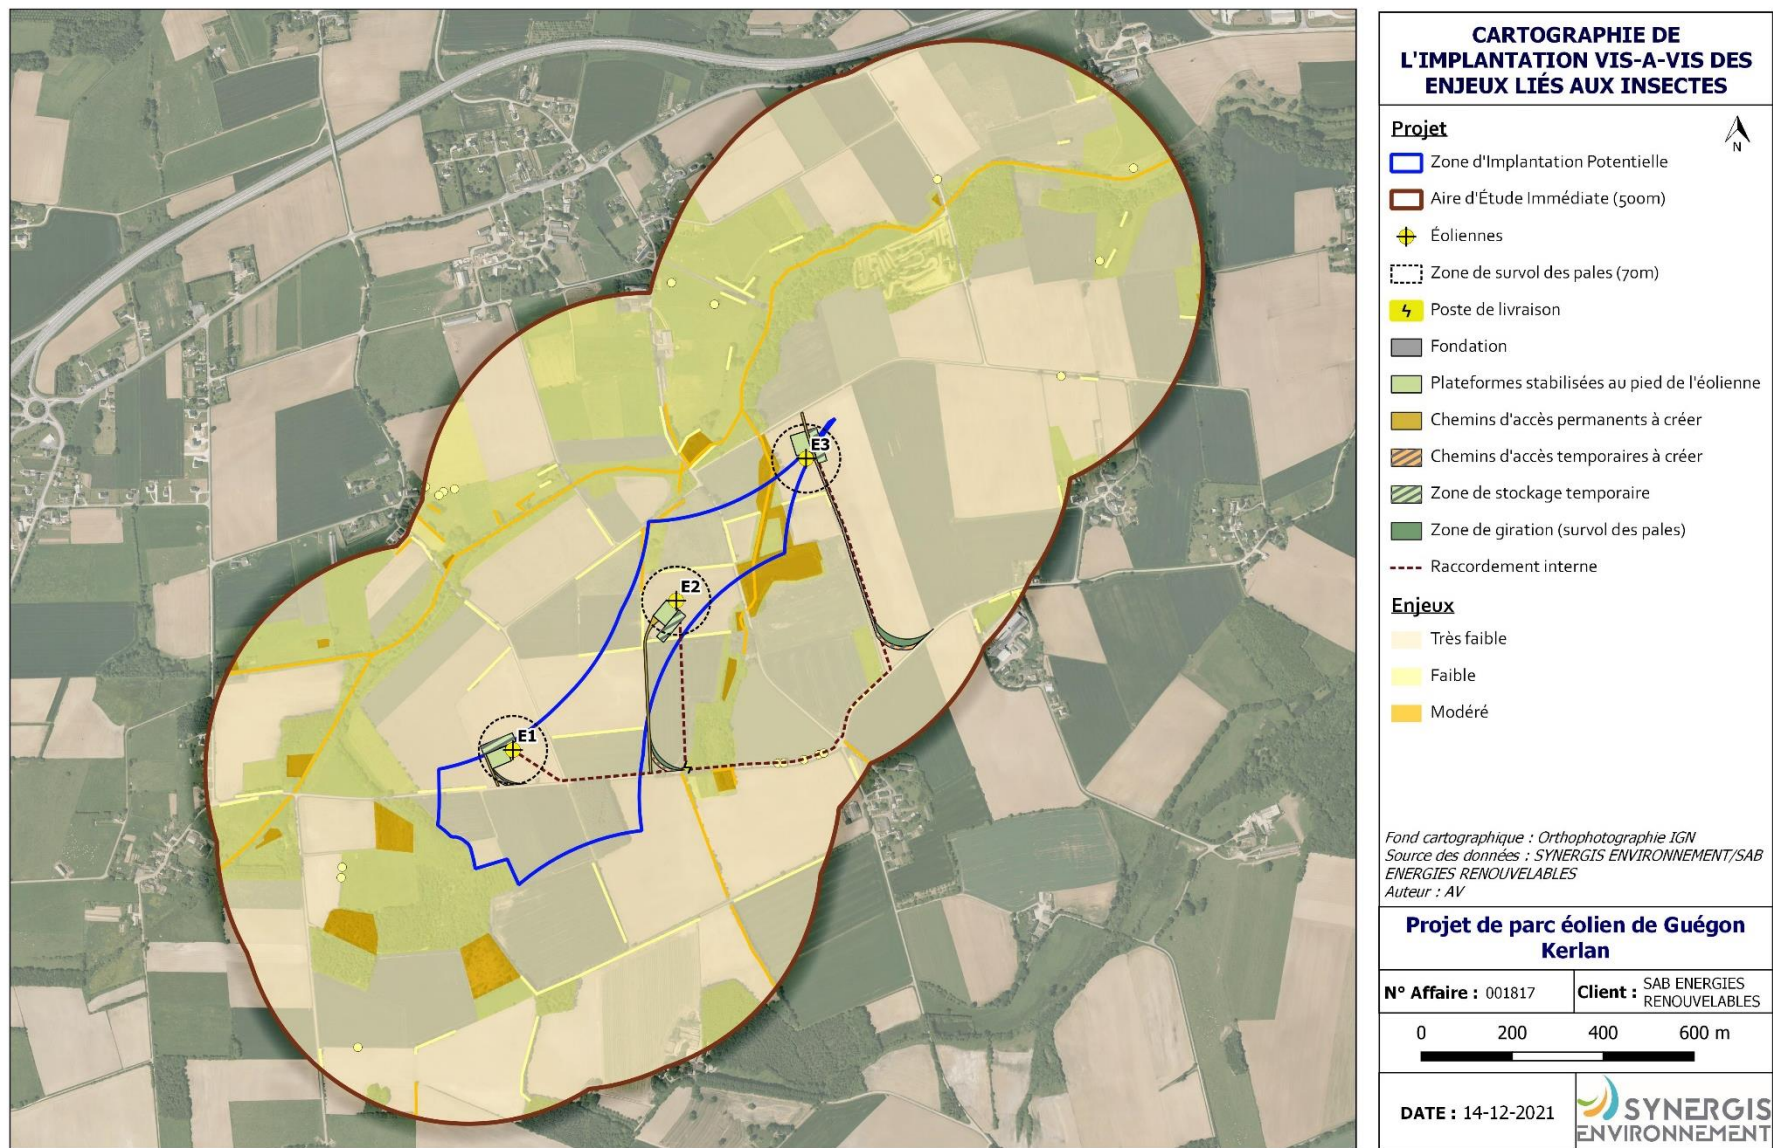 CARTOGRAPHIE DE
L'IMPLANTATION VIS-A-VIS DES
ENJEUX LIÉS AUX INSECTES
Projet
N
Zone d'Implantation Potentielle
Aire d'Étude Immédiate (500m)
Éoliennes
Zone de survol des pales (70m)
Poste de livraison
Fondation
Plateformes stabilisées au pied de l'éolienne
Chemins d'accès permanents à créer
Chemins d'accès temporaires à créer
Zone de stockage temporaire
Zone de giration (survol des pales)
Raccordement interne
Enjeux
Très faible
Faible
Modéré
Fond cartographique : Orthophotographie IGN
Source des données : SYNERGIS ENVIRONNEMENT/SAB
ENERGIES RENOUVELABLES
Auteur : AV
Projet de parc éolien de Guégon
Kerlan
N° Affaire : 001817
Client : SAB ENERGIES
RENOUVELABLES
0 200 400 600 m
DATE : 14-12-2021
SYNERGIS
ENVIRONNEMENT
E3
E2
E1